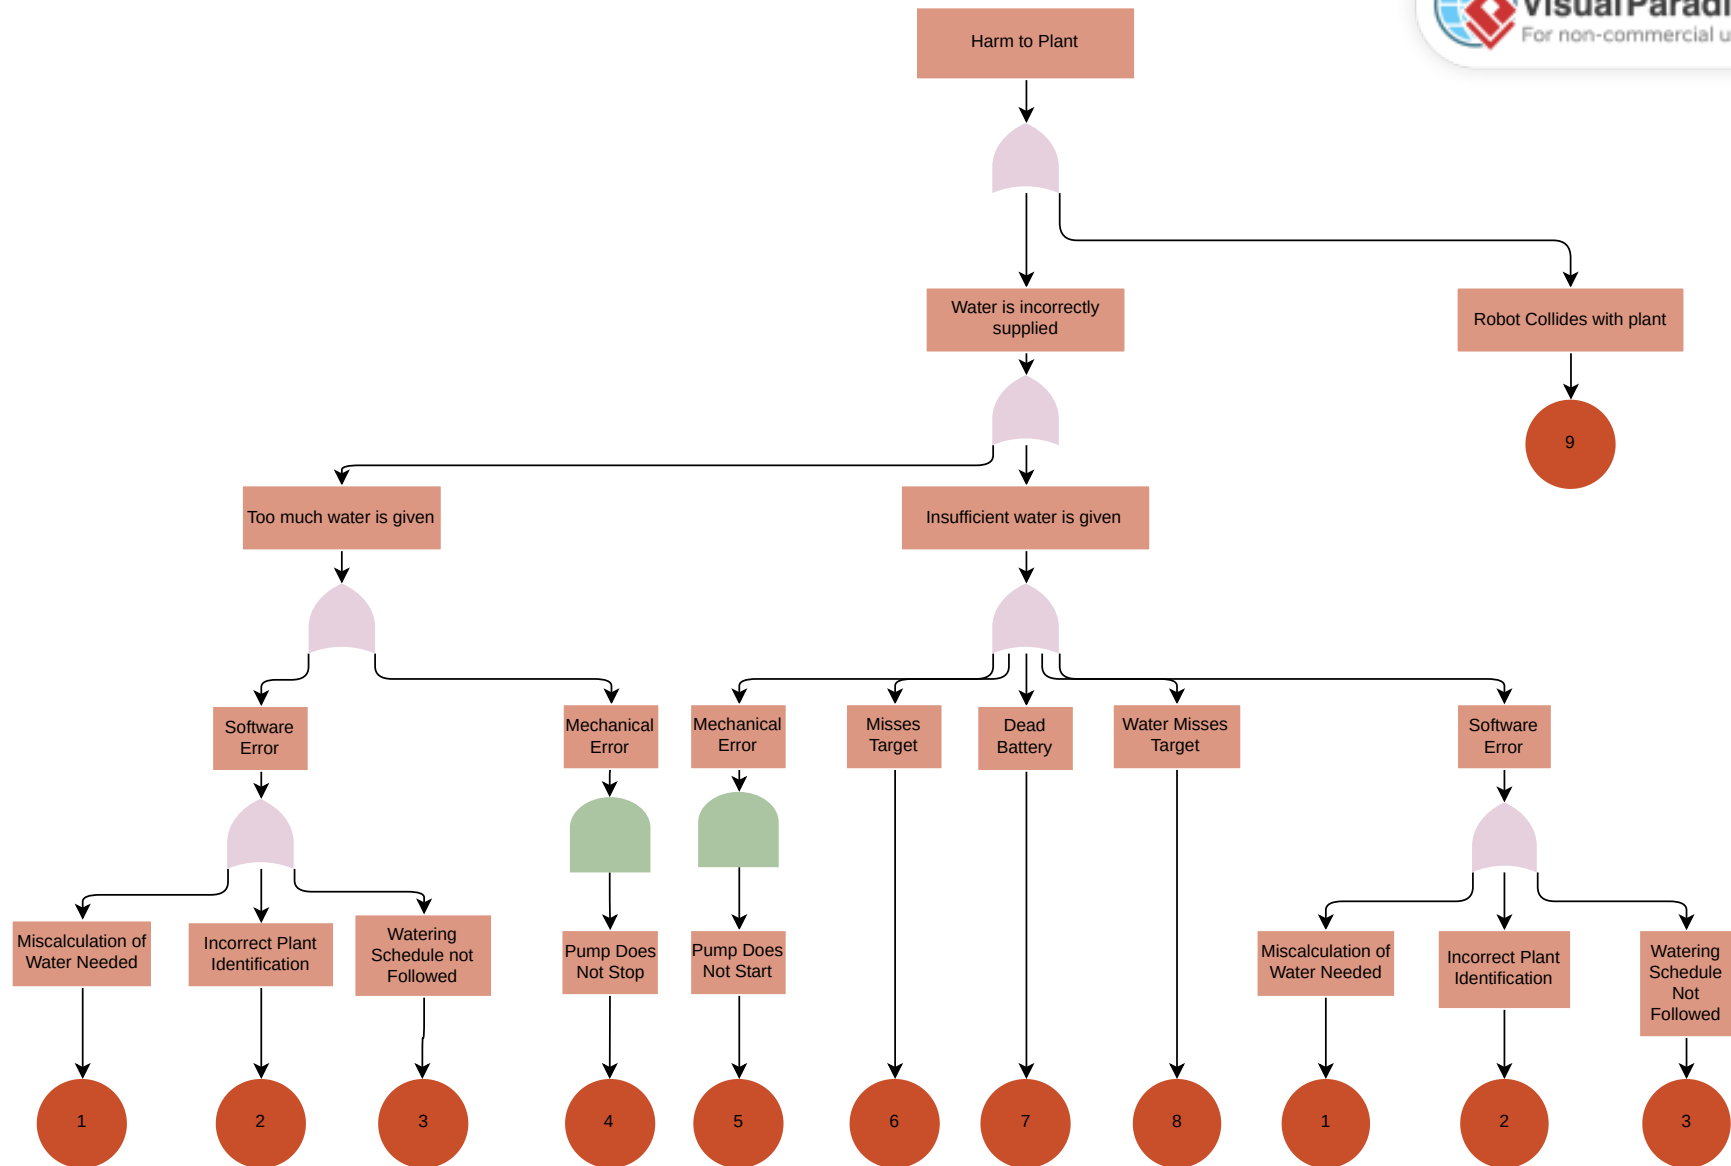 VisualParadi
For non-commercial u
Harm to Plant
Water is incorrectly
supplied
Robot Collides with plant
9
Too much water is given
Insufficient water is given
Software
Error
Mechanical
Error
Mechanical
Error
Misses
Target
Dead
Battery
Water Misses
Target
Software
Error
Miscalculation of
Water Needed
Incorrect Plant
Identification
Watering
Schedule not
Followed
Pump Does
Not Stop
Pump Does
Not Start
Miscalculation of
Water Needed
Incorrect Plant
Identification
Watering
Schedule
Not
Followed
1
2
3
4
5
6
7
8
1
2
3